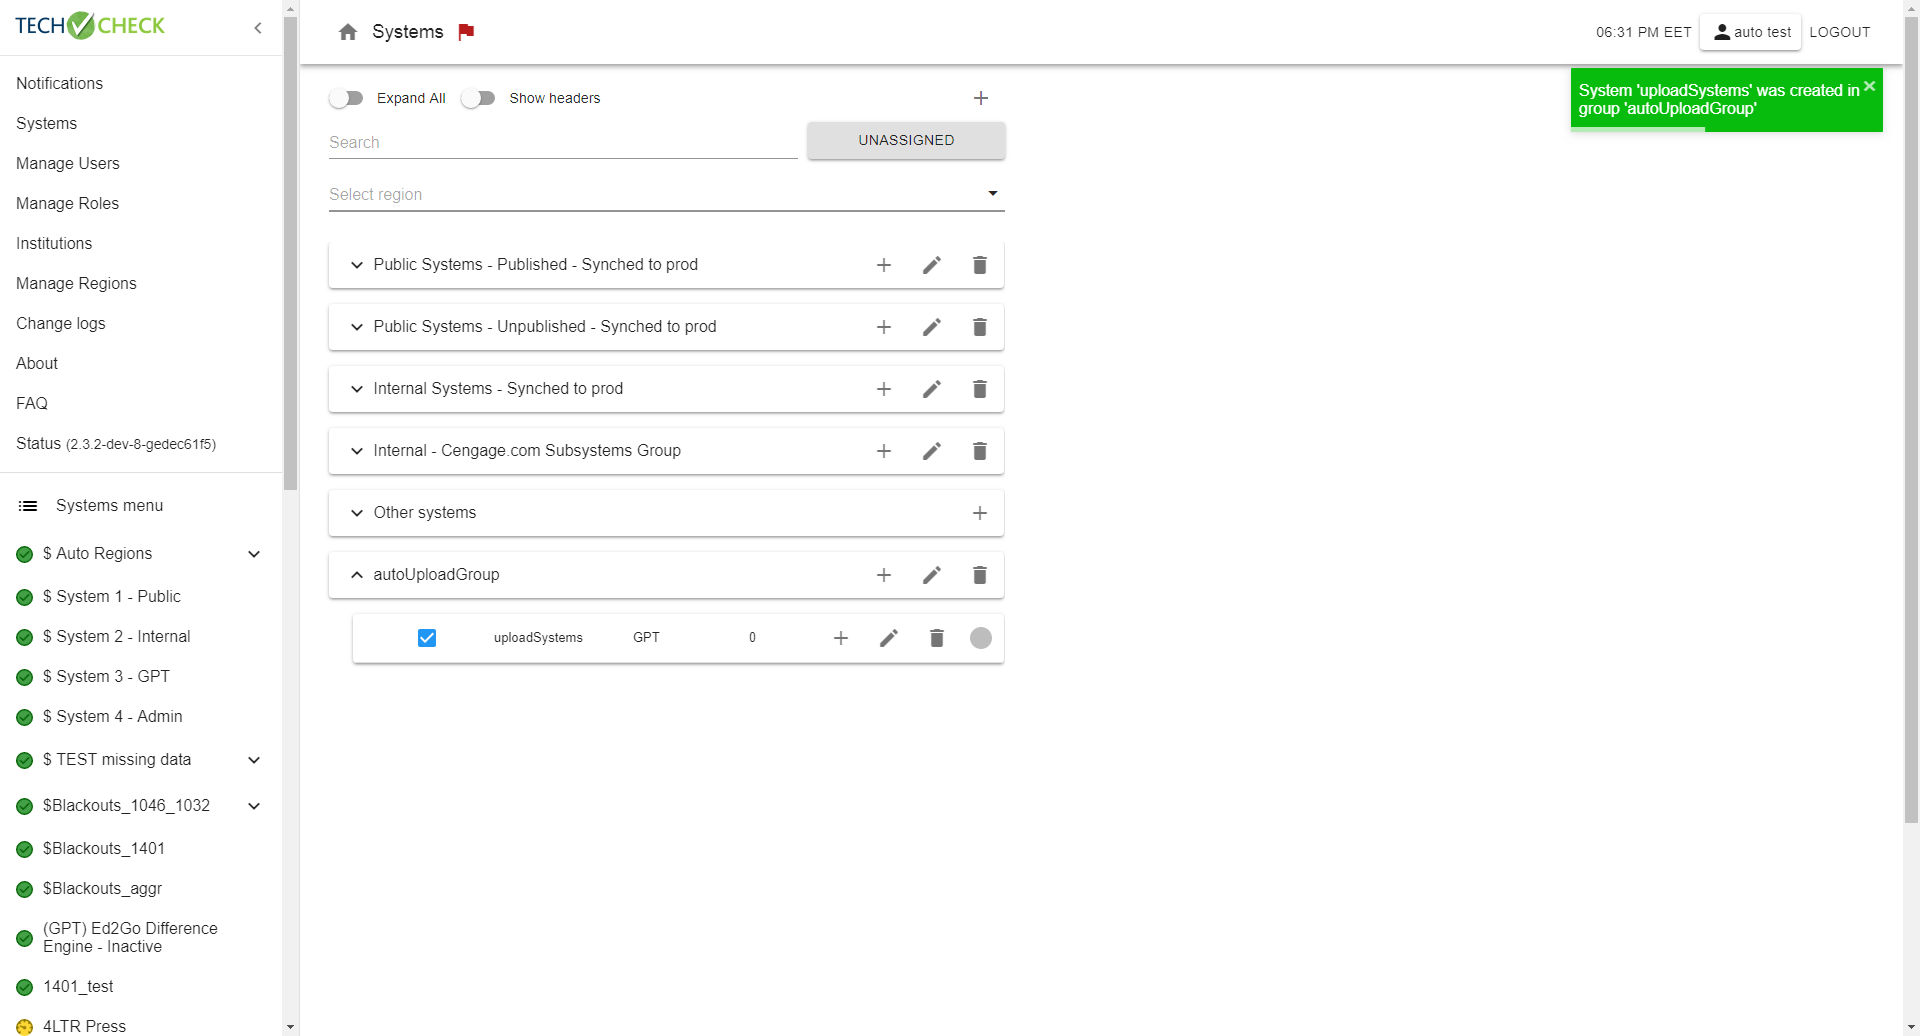 TECH CHECK
Notifications
Systems
Manage Users
Manage Roles
Institutions
Manage Regions
Change logs
About
FAQ
Status (2.3.2-dev-8-gedec61f5)
Systems menu
$ Auto Regions
$ System 1 - Public
$ System 2 - Internal
$ System 3 - GPT
$ System 4 - Admin
$ TEST missing data
$Blackouts_1046_1032
$Blackouts_1401
$Blackouts_aggr
(GPT) Ed2Go Difference
Engine - Inactive
1401_test
4LTR Press
Systems
06:31 PM EET
auto test
LOGOUT
System 'uploadSystems' was created in
group 'autoUploadGroup'
Expand All
Show headers
Search
UNASSIGNED
Select region
Public Systems - Published - Synched to prod
Public Systems - Unpublished - Synched to prod
Internal Systems - Synched to prod
Internal - Cengage.com Subsystems Group
Other systems
autoUploadGroup
uploadSystems GPT 0